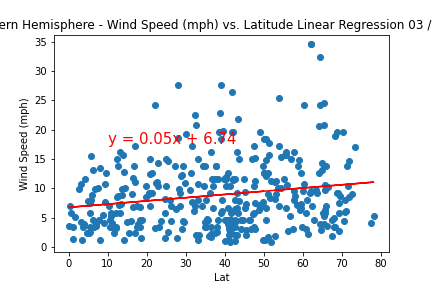 ern Hemisphere - Wind Speed (mph) vs. Latitude Linear Regression 03 /
35
30
25
20
15
10
5
0
Wind Speed (mph)
y = 0.05x + 6.74
0 10 20 30 40 50 60 70 80
Lat